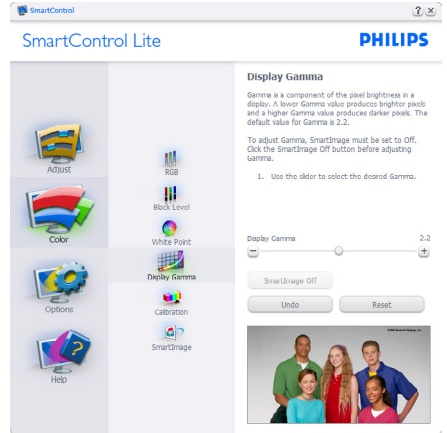 SmartControl
SmartControl Lite
PHILIPS
Adjust
Color
Options
Help
RGB
Black Level
White Point
Display Gamma
Calibration
SmartImage
Display Gamma
Gamma is a component of the pixel brightness in a
display. A lower Gamma value produces brighter pixels
and a higher Gamma value produces darker pixels. The
default value for Gamma is 2.2.
To adjust Gamma, SmartImage must be set to Off.
Click the SmartImage Off button before adjusting
Gamma.
1. Use the slider to select the desired Gamma.
Display Gamma 2.2
SmartImage Off
Undo Reset